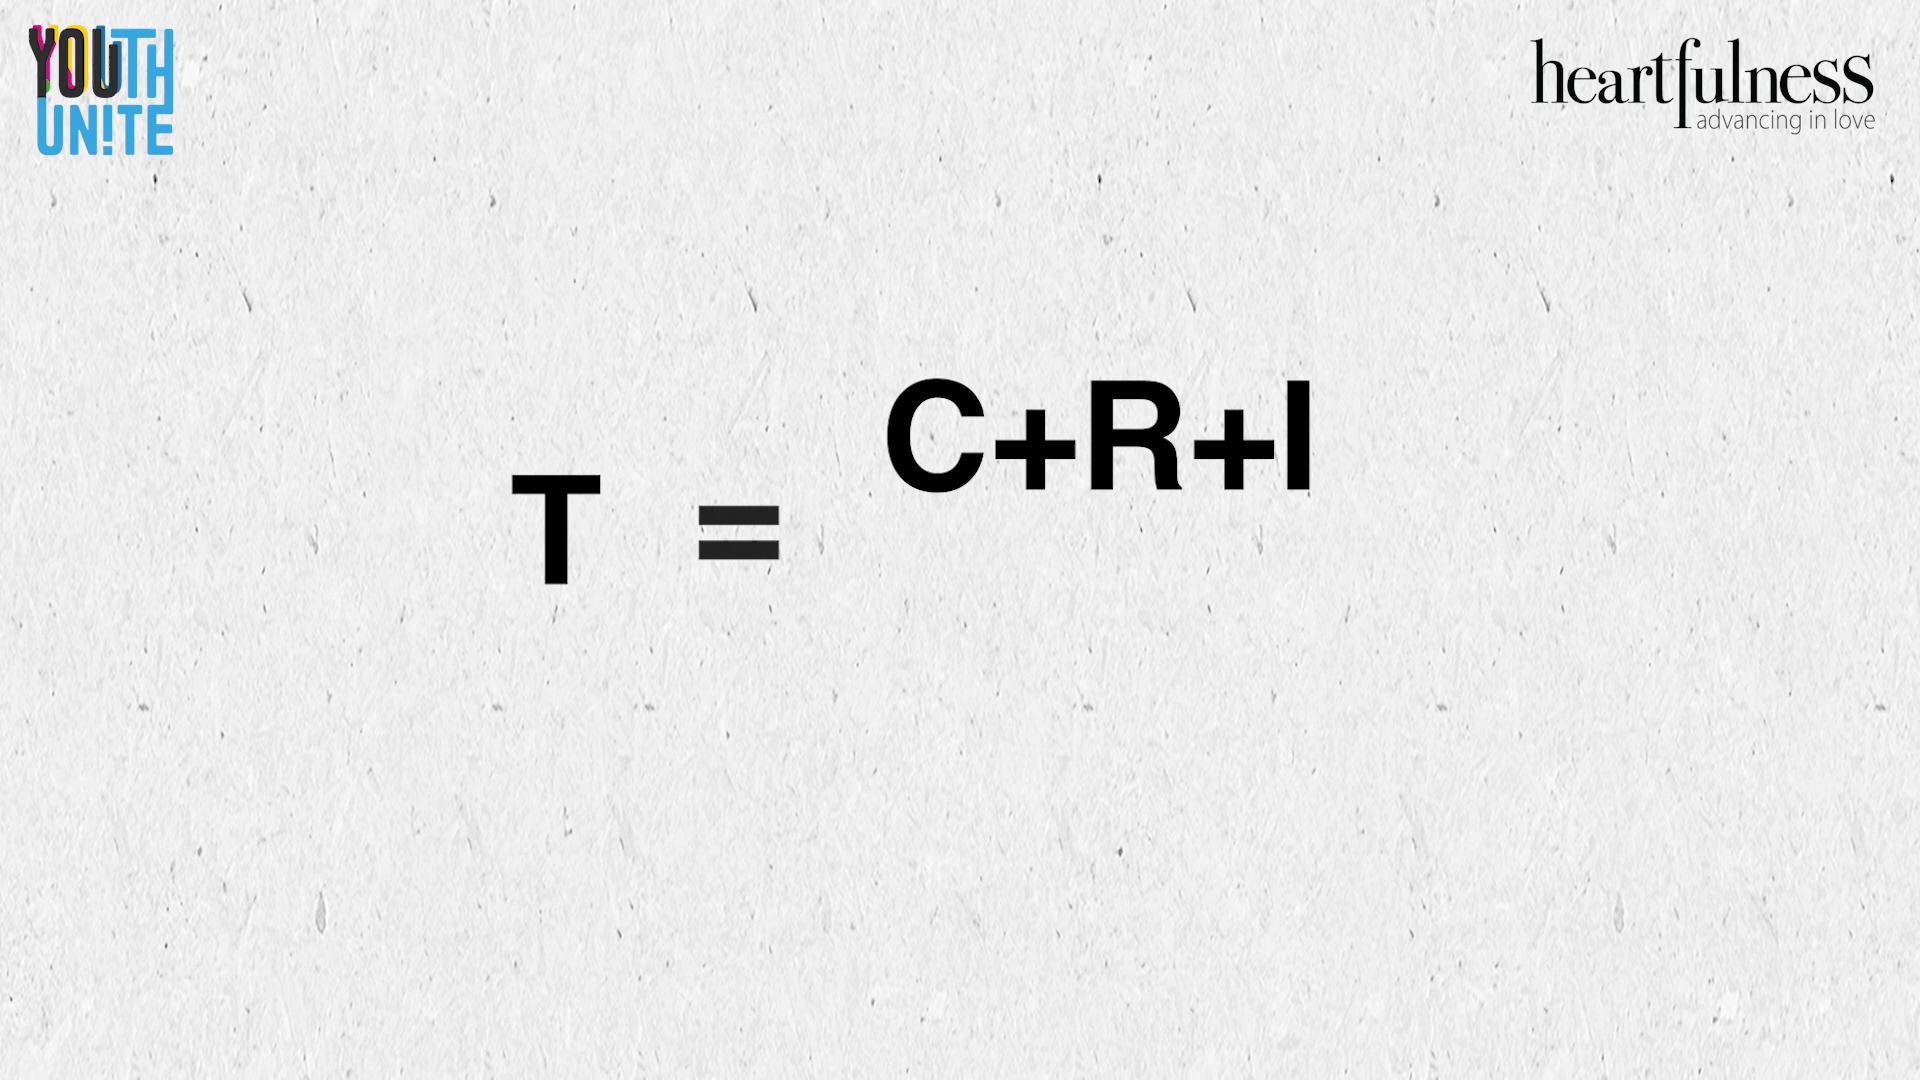 YOUTH
UN!TE
heartfulness
advancing in love
C+R+I
T =